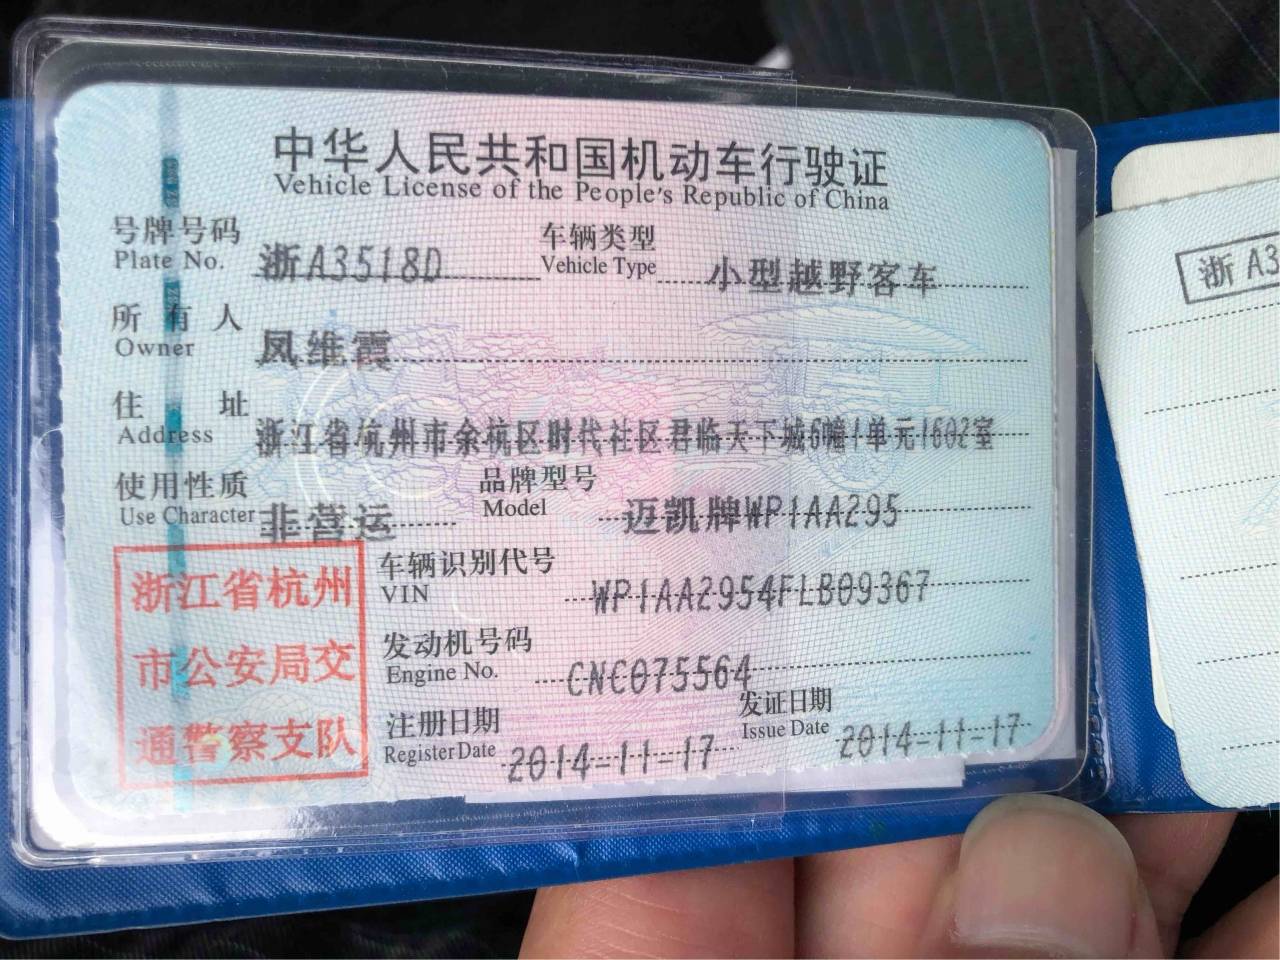 中华人民共和国机动车行驶证
Vehicle License of the People's Republic of China
号牌号码 浙A3518D 车辆类型 小型越野客车
Plate No. Vehicle Type
所有人 凤维霞
Owner
住址 浙江省杭州市余杭区时代社区君临天下城6幢1单元1602室
Address
使用性质 非营运 品牌型号 迈凯牌WP1AA295
Use Character Model
车辆识别代号 WP1AA2954FLB09367
VIN
发动机号码 CNC075564
Engine No.
注册日期 2014-11-17 发证日期 2014-11-17
Register Date Issue Date
浙江省杭州
市公安局交
通警察支队
浙A3